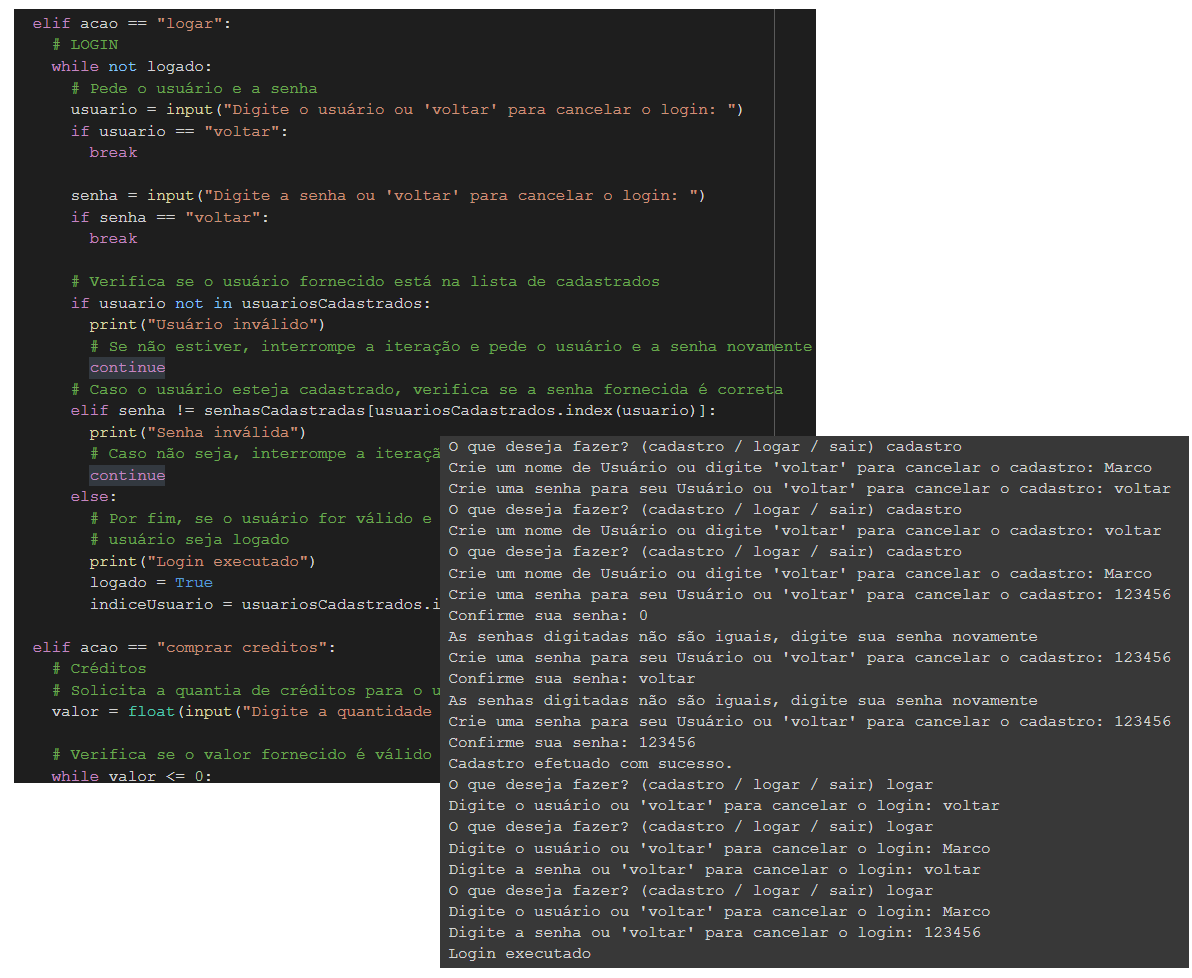 elif acao == "logar":
# LOGIN
while not logado:
# Pede o usuário e a senha
usuario = input("Digite o usuário ou 'voltar' para cancelar o login: ")
if usuario == "voltar":
break
senha = input("Digite a senha ou 'voltar' para cancelar o login: ")
if senha == "voltar":
break
# Verifica se o usuário fornecido está na lista de cadastrados
if usuario not in usuariosCadastrados:
print("Usuário inválido")
# Se não estiver, interrompe a iteração e pede o usuário e a senha novamente
continue
# Caso o usuário esteja cadastrado, verifica se a senha fornecida é correta
elif senha != senhasCadastradas[usuariosCadastrados.index(usuario)]:
print("Senha inválida")
# Caso não seja, interrompe a iteraçã
continue
else:
# Por fim, se o usuário for válido e
# usuário seja logado
print("Login executado")
logado = True
indiceUsuario = usuariosCadastrados.i
elif acao == "comprar creditos":
# Créditos
# Solicita a quantia de créditos para o u
valor = float(input("Digite a quantidade
# Verifica se o valor fornecido é válido
while valor <= 0:
O que deseja fazer? (cadastro / logar / sair) cadastro
Crie um nome de Usuário ou digite 'voltar' para cancelar o cadastro: Marco
Crie uma senha para seu Usuário ou 'voltar' para cancelar o cadastro: voltar
O que deseja fazer? (cadastro / logar / sair) cadastro
Crie um nome de Usuário ou digite 'voltar' para cancelar o cadastro: voltar
O que deseja fazer? (cadastro / logar / sair) cadastro
Crie um nome de Usuário ou digite 'voltar' para cancelar o cadastro: Marco
Crie uma senha para seu Usuário ou 'voltar' para cancelar o cadastro: 123456
Confirme sua senha: 0
As senhas digitadas não são iguais, digite sua senha novamente
Crie uma senha para seu Usuário ou 'voltar' para cancelar o cadastro: 123456
Confirme sua senha: voltar
As senhas digitadas não são iguais, digite sua senha novamente
Crie uma senha para seu Usuário ou 'voltar' para cancelar o cadastro: 123456
Confirme sua senha: 123456
Cadastro efetuado com sucesso.
O que deseja fazer? (cadastro / logar / sair) logar
Digite o usuário ou 'voltar' para cancelar o login: voltar
O que deseja fazer? (cadastro / logar / sair) logar
Digite o usuário ou 'voltar' para cancelar o login: Marco
Digite a senha ou 'voltar' para cancelar o login: voltar
O que deseja fazer? (cadastro / logar / sair) logar
Digite o usuário ou 'voltar' para cancelar o login: Marco
Digite a senha ou 'voltar' para cancelar o login: 123456
Login executado